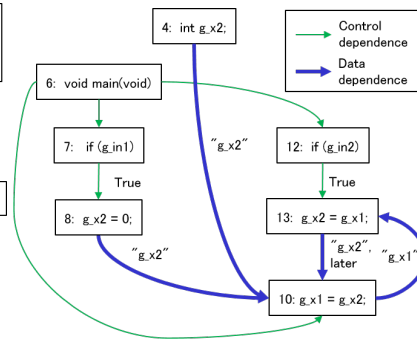 4: int g_x2;
Control
dependence
Data
dependence
6: void main(void)
"g_x2"
7: if (g_in1)
12: if (g_in2)
True
True
8: g_x2 = 0;
13: g_x2 = g_x1;
"g_x2"
"g_x2",
later
"g_x1"
10: g_x1 = g_x2;